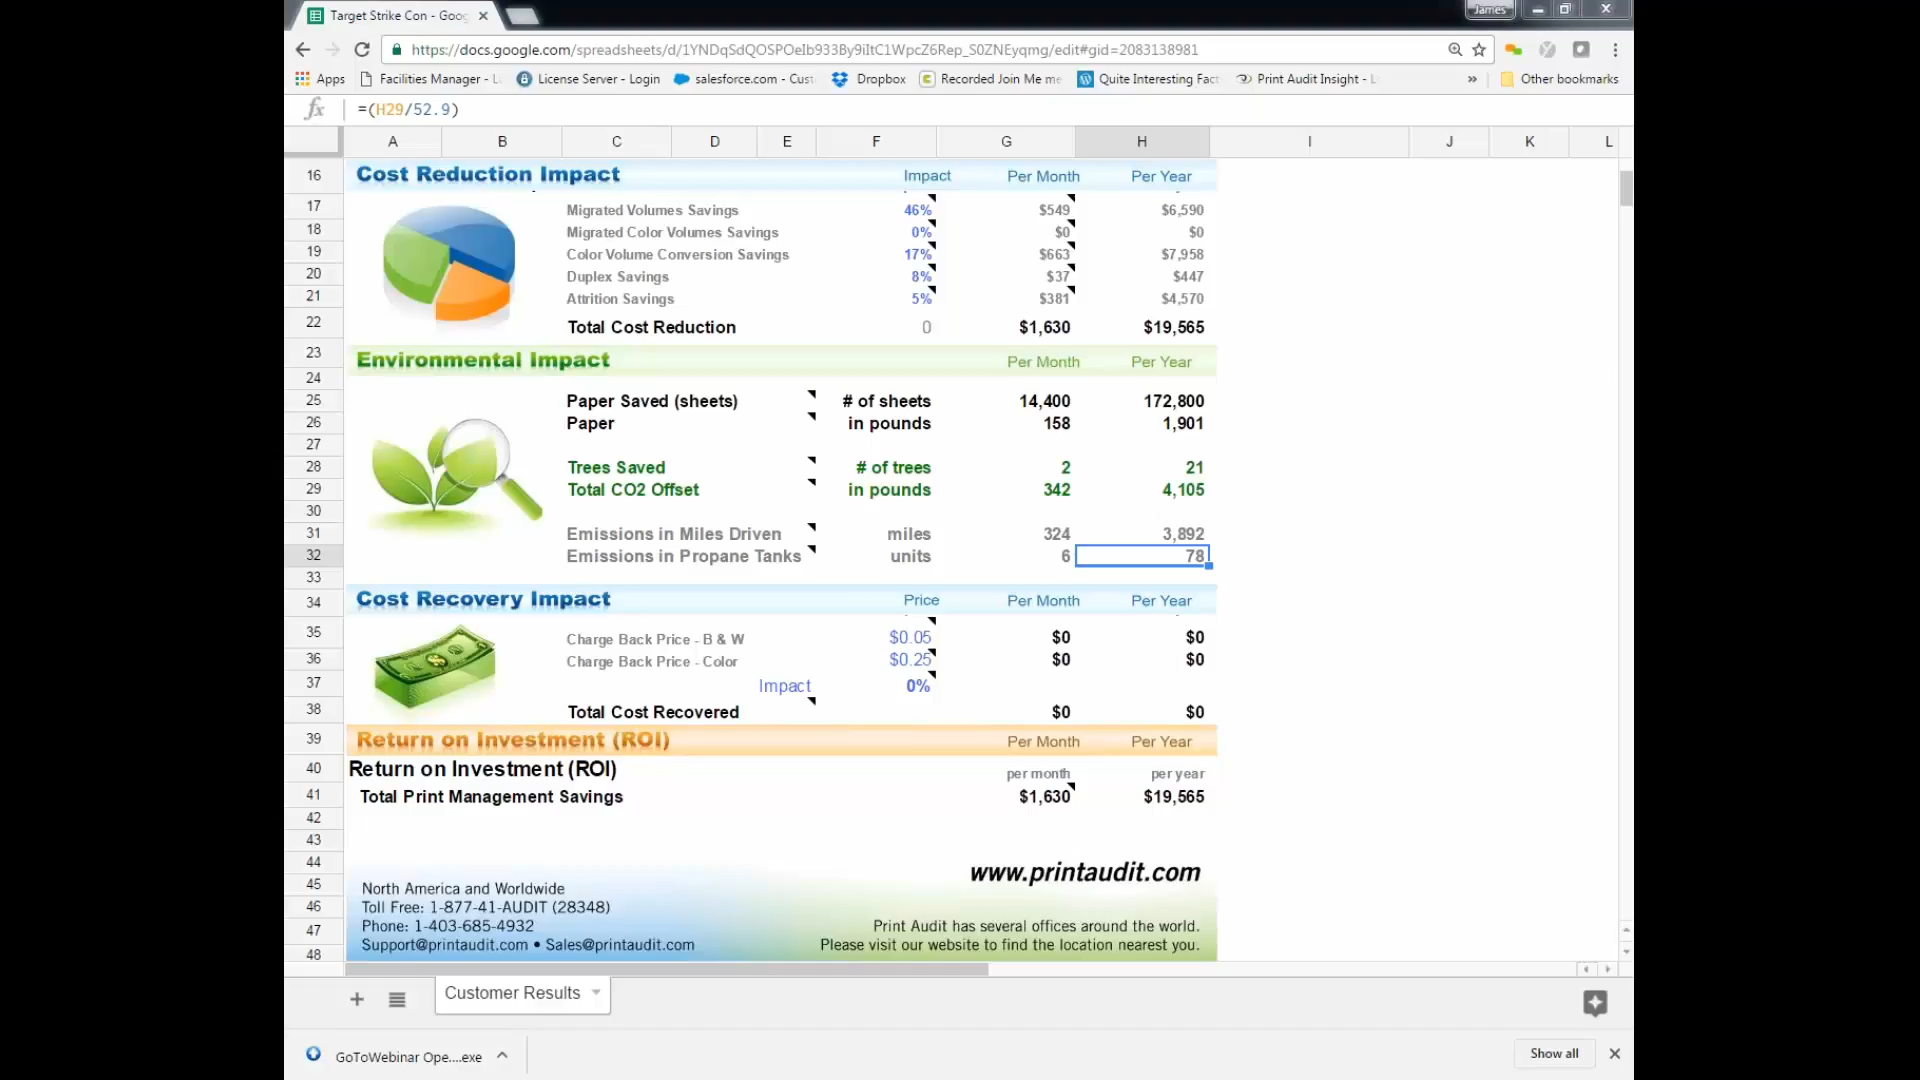 Target Strike Con - Goog
James
https://docs.google.com/spreadsheets/d/1YNDqSdQOSPOeIb933By9iItC1WpcZ6Rep_S0ZNEyqmg/edit#gid=2083138981
Apps Facilities Manager - L License Server - Login salesforce.com - Cust Dropbox Recorded Join Me me Quite Interesting Fact Print Audit Insight - L » Other bookmarks
fx =(H29/52.9)
A B C D E F G H I J K L
16 Cost Reduction Impact Impact Per Month Per Year
17 Migrated Volumes Savings 46% $549 $6,590
18 Migrated Color Volumes Savings 0% $0 $0
19 Color Volume Conversion Savings 17% $663 $7,958
20 Duplex Savings 8% $37 $447
21 Attrition Savings 5% $381 $4,570
22 Total Cost Reduction 0 $1,630 $19,565
23 Environmental Impact Per Month Per Year
24
25 Paper Saved (sheets) # of sheets 14,400 172,800
26 Paper in pounds 158 1,901
27
28 Trees Saved # of trees 2 21
29 Total CO2 Offset in pounds 342 4,105
30
31 Emissions in Miles Driven miles 324 3,892
32 Emissions in Propane Tanks units 6 78
33
34 Cost Recovery Impact Price Per Month Per Year
35 Charge Back Price - B & W $0.05 $0 $0
36 Charge Back Price - Color $0.25 $0 $0
37 Impact 0%
38 Total Cost Recovered $0 $0
39 Return on Investment (ROI) Per Month Per Year
40 Return on Investment (ROI) per month per year
41 Total Print Management Savings $1,630 $19,565
42
43
44 www.printaudit.com
45 North America and Worldwide
46 Toll Free: 1-877-41-AUDIT (28348)
47 Phone: 1-403-685-4932 Print Audit has several offices around the world.
48 Support@printaudit.com • Sales@printaudit.com Please visit our website to find the location nearest you.
+ Customer Results
GoToWebinar Ope....exe Show all